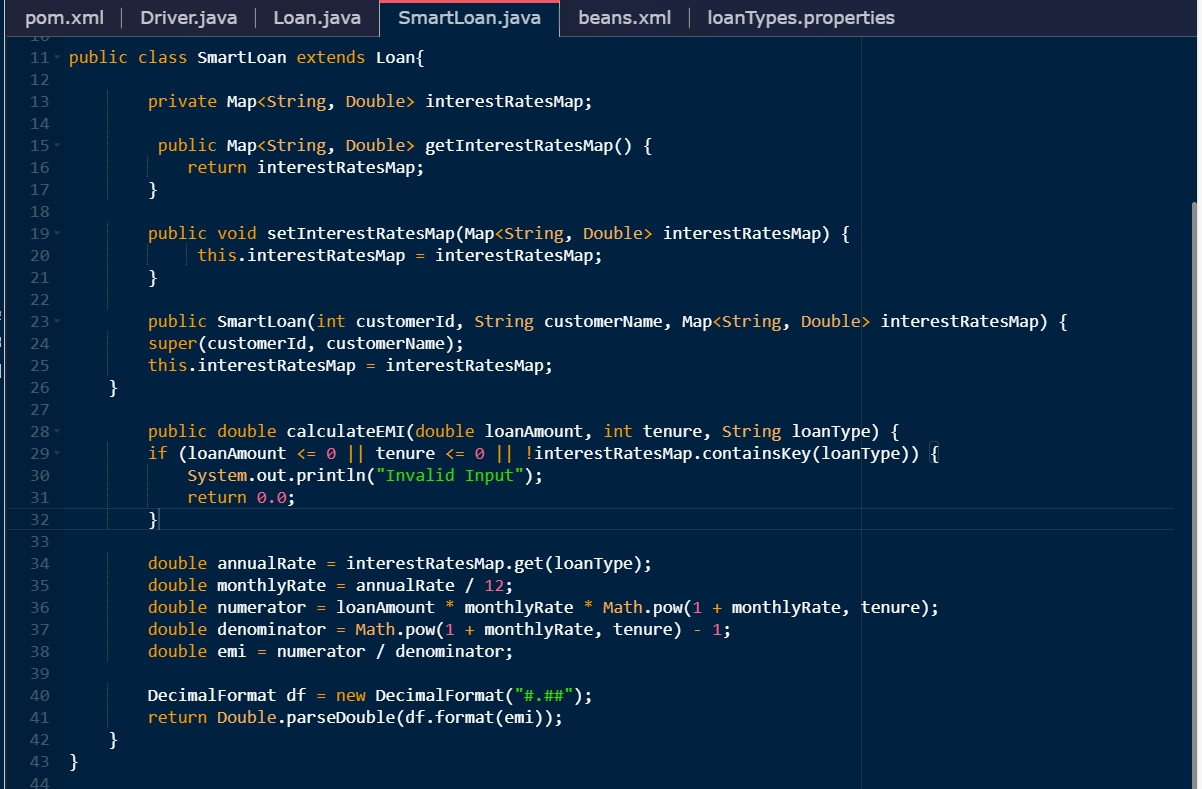 pom.xml Driver.java Loan.java SmartLoan.java beans.xml loanTypes.properties
10
11 public class SmartLoan extends Loan{
12
13 private Map<String, Double> interestRatesMap;
14
15 public Map<String, Double> getInterestRatesMap() {
16 return interestRatesMap;
17 }
18
19 public void setInterestRatesMap(Map<String, Double> interestRatesMap) {
20 this.interestRatesMap = interestRatesMap;
21 }
22
23 public SmartLoan(int customerId, String customerName, Map<String, Double> interestRatesMap) {
24 super(customerId, customerName);
25 this.interestRatesMap = interestRatesMap;
26 }
27
28 public double calculateEMI(double loanAmount, int tenure, String loanType) {
29 if (loanAmount <= 0 || tenure <= 0 || !interestRatesMap.containsKey(loanType)) {
30 System.out.println("Invalid Input");
31 return 0.0;
32 }
33
34 double annualRate = interestRatesMap.get(loanType);
35 double monthlyRate = annualRate / 12;
36 double numerator = loanAmount * monthlyRate * Math.pow(1 + monthlyRate, tenure);
37 double denominator = Math.pow(1 + monthlyRate, tenure) - 1;
38 double emi = numerator / denominator;
39
40 DecimalFormat df = new DecimalFormat("#.##");
41 return Double.parseDouble(df.format(emi));
42 }
43 }
44